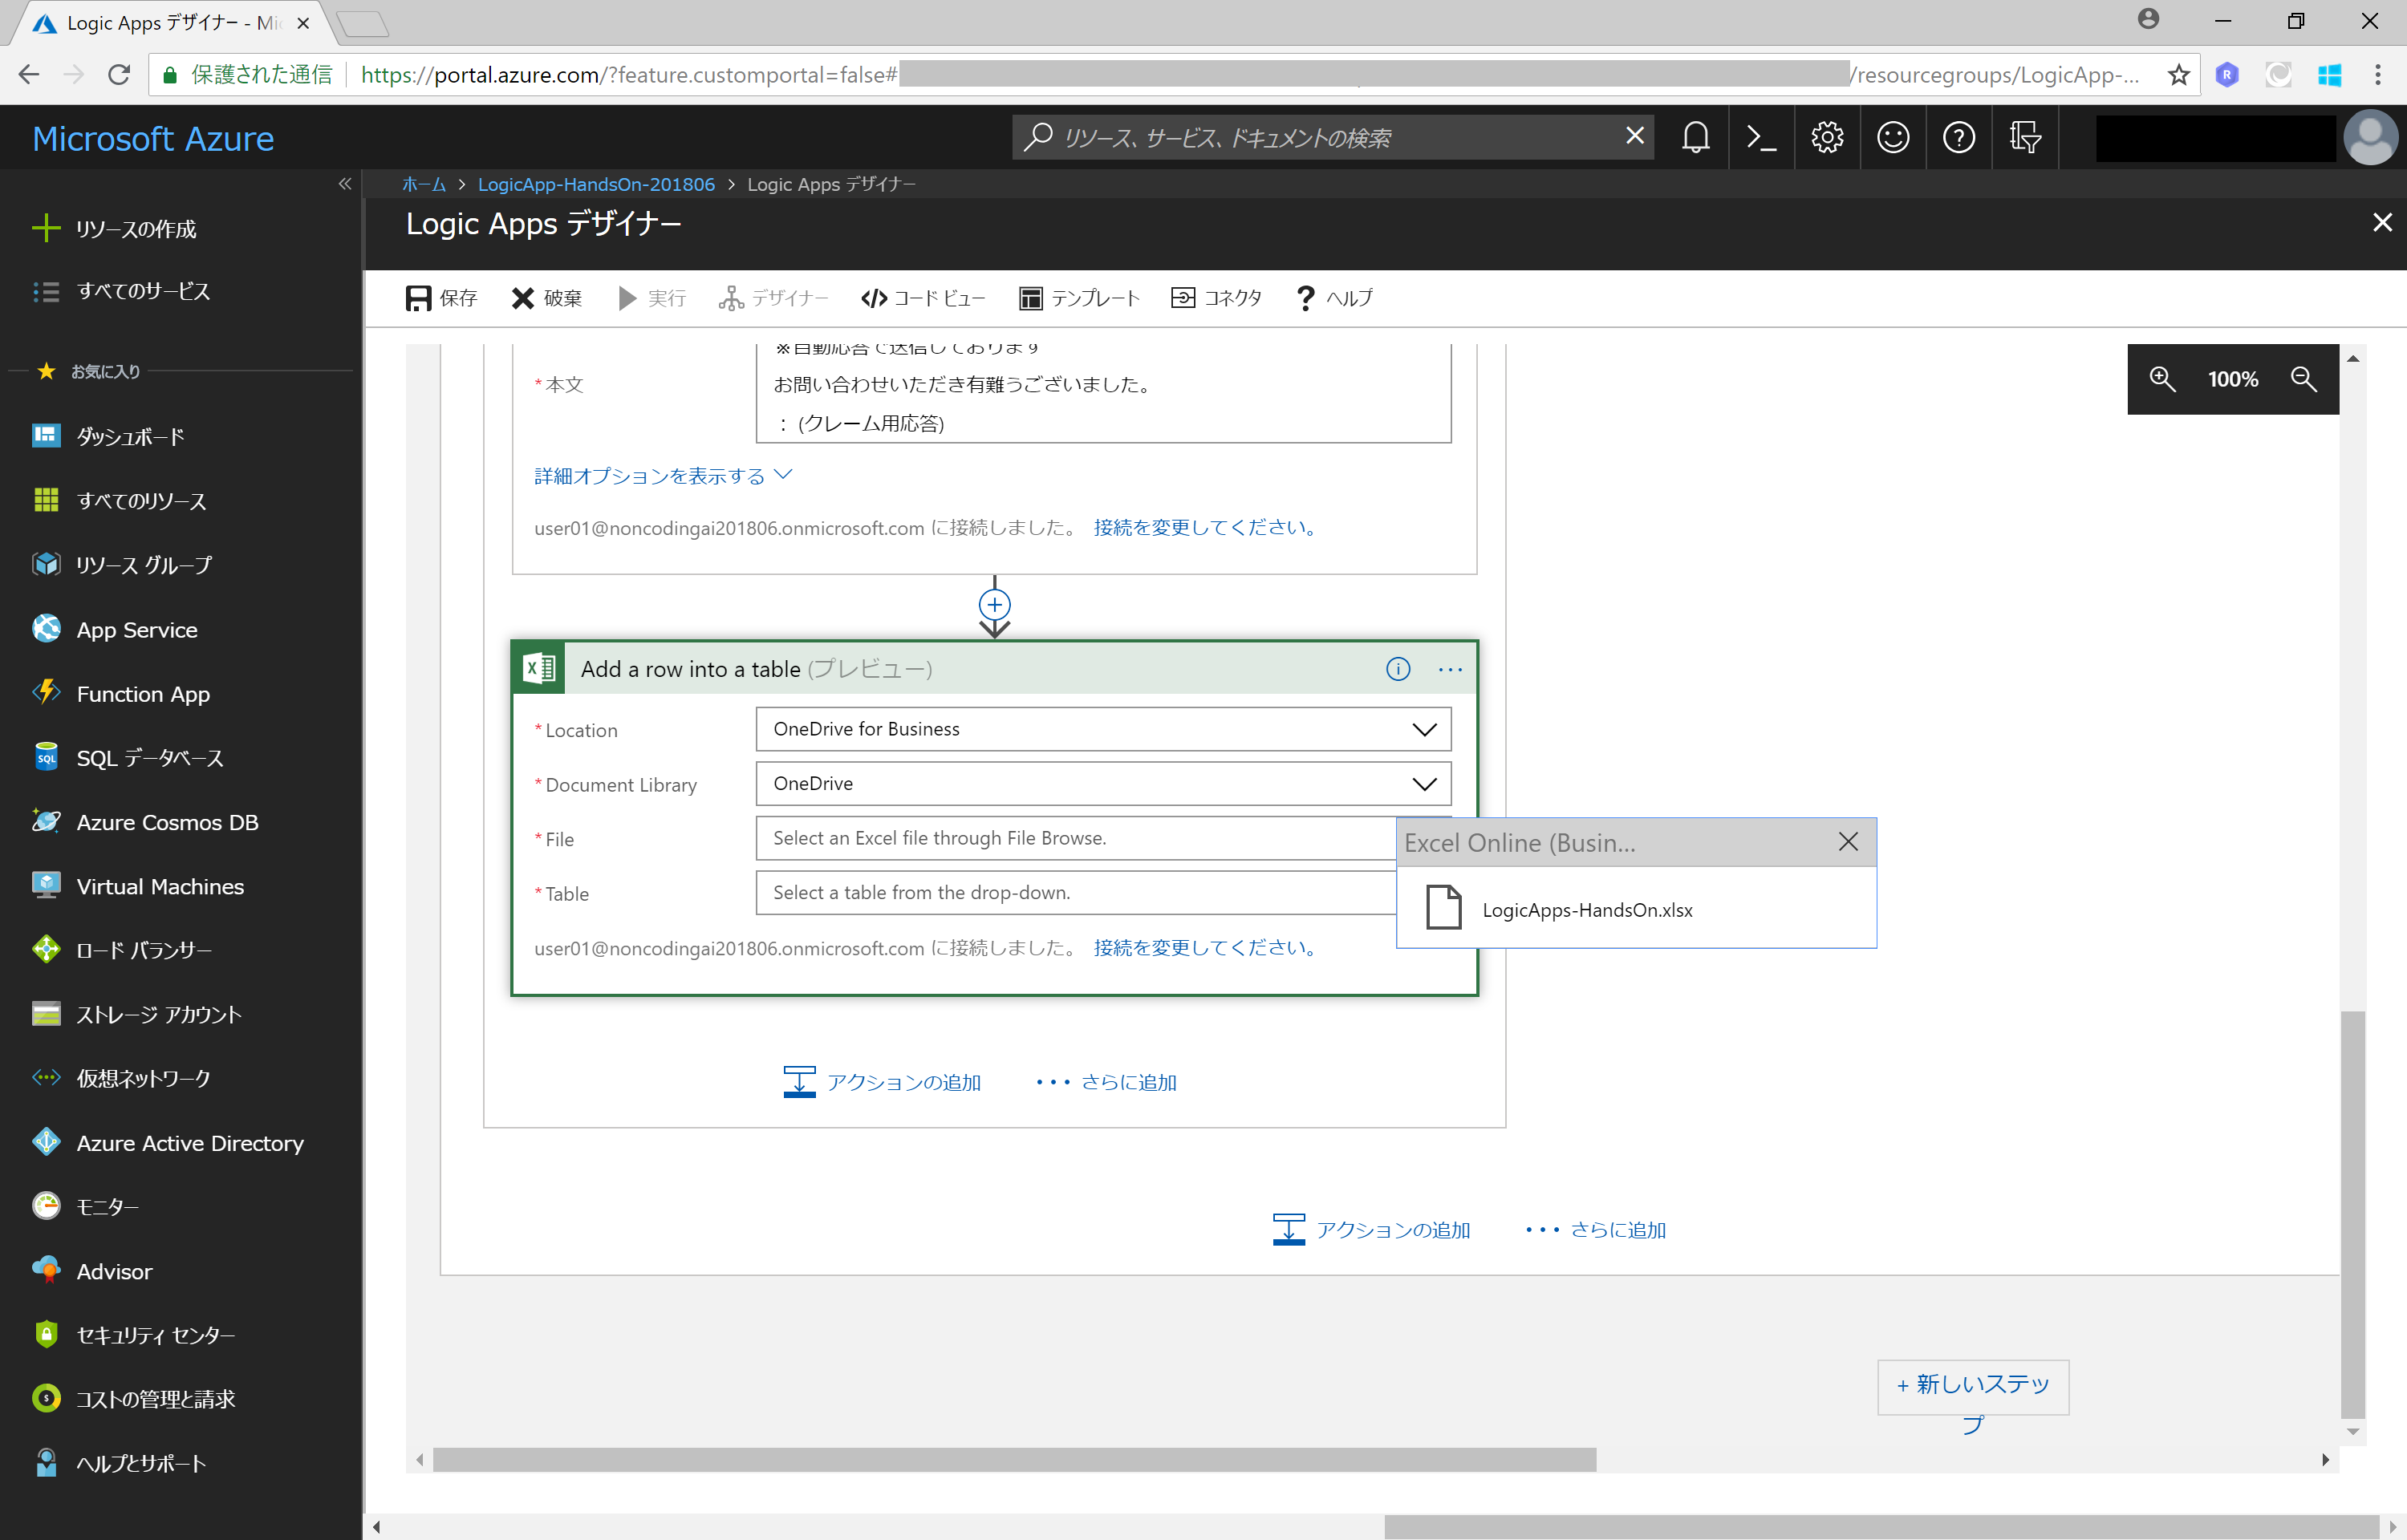 Logic Apps デザイナー - Mi
保護された通信
https://portal.azure.com/?feature.customportal=false#
/resourcegroups/LogicApp-...
Microsoft Azure
リソース、サービス、ドキュメントの検索
ホーム > LogicApp-HandsOn-201806 > Logic Apps デザイナー
Logic Apps デザイナー
リソースの作成
すべてのサービス
お気に入り
ダッシュボード
すべてのリソース
リソース グループ
App Service
Function App
SQL データベース
Azure Cosmos DB
Virtual Machines
ロード バランサー
ストレージ アカウント
仮想ネットワーク
Azure Active Directory
モニター
Advisor
セキュリティ センター
コストの管理と請求
ヘルプとサポート
保存 破棄 実行 デザイナー コード ビュー テンプレート コネクタ ヘルプ
100%
※自動応答で送信しております
* 本文
お問い合わせいただき有難うございました。
：(クレーム用応答)
詳細オプションを表示する
user01@noncodingai201806.onmicrosoft.com に接続しました。 接続を変更してください。
Add a row into a table (プレビュー)
* Location
OneDrive for Business
* Document Library
OneDrive
* File
Select an Excel file through File Browse.
* Table
Select a table from the drop-down.
user01@noncodingai201806.onmicrosoft.com に接続しました。 接続を変更してください。
Excel Online (Busin...
LogicApps-HandsOn.xlsx
アクションの追加 ··· さらに追加
アクションの追加 ··· さらに追加
+ 新しいステッ
プ